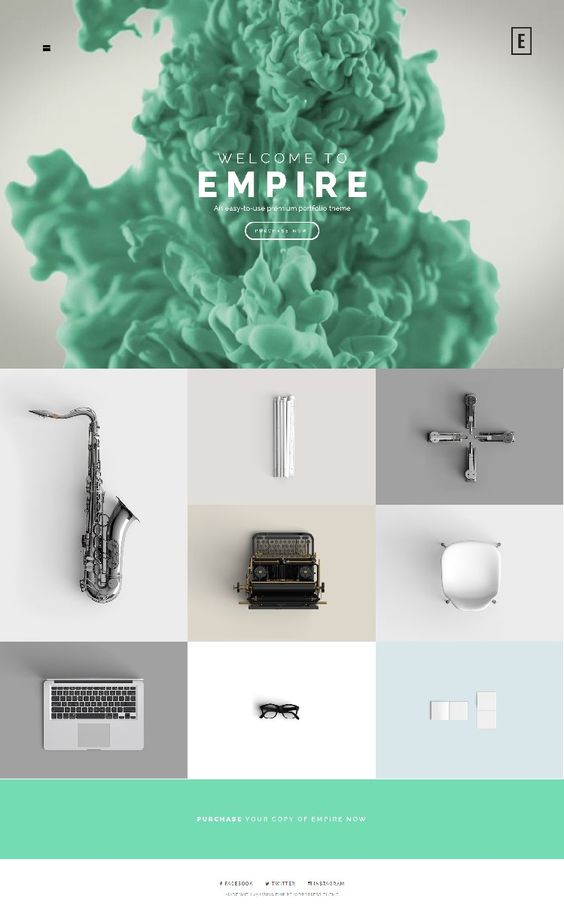 E
WELCOME TO
EMPIRE
An easy-to-use premium portfolio theme
PURCHASE NOW
PURCHASE YOUR COPY OF EMPIRE NOW
FACEBOOK TWITTER INSTAGRAM